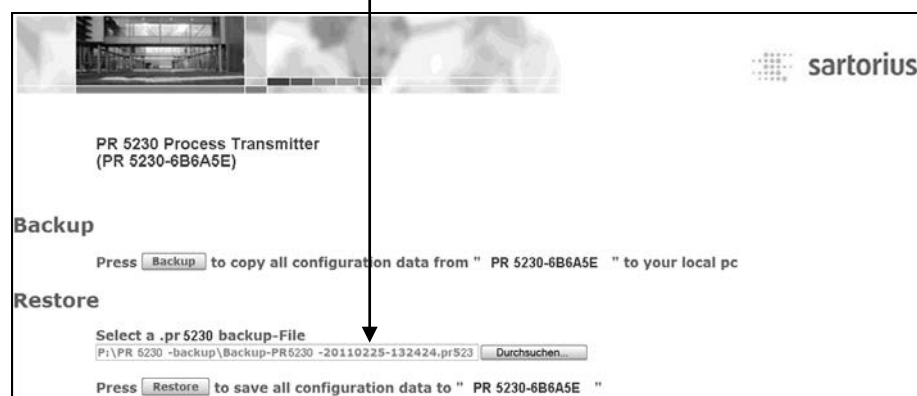 sartorius
PR 5230 Process Transmitter
(PR 5230-6B6A5E)
Backup
Press Backup to copy all configuration data from " PR 5230-6B6A5E " to your local pc
Restore
Select a .pr 5230 backup-File
P:\PR 5230 -backup\Backup-PR5230 -20110225-132424.pr523 Durchsuchen...
Press Restore to save all configuration data to " PR 5230-6B6A5E "